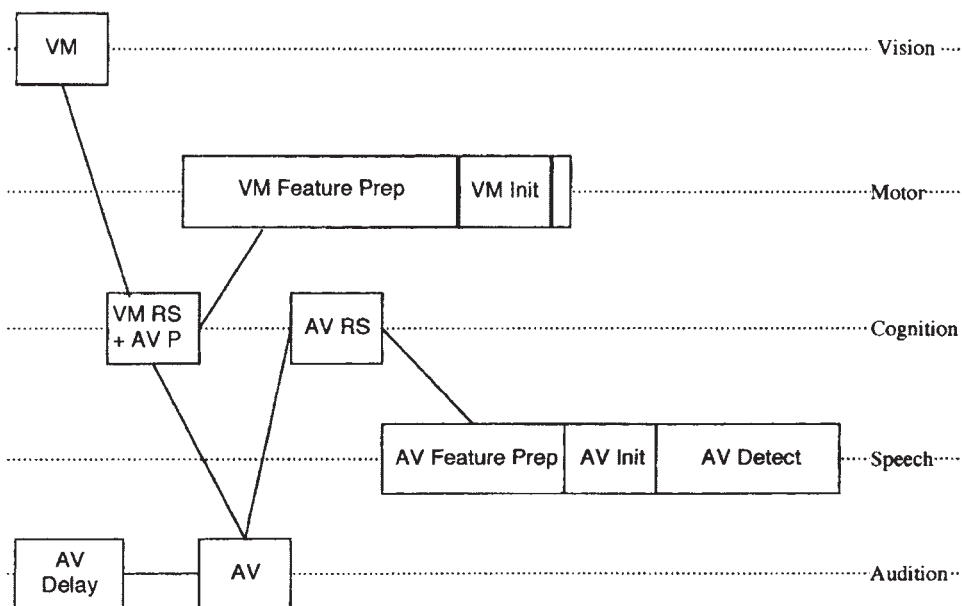 VM
Vision
VM Feature Prep
VM Init
Motor
VM RS
+ AV P
AV RS
Cognition
AV Feature Prep
AV Init
AV Detect
Speech
AV
Delay
AV
Audition